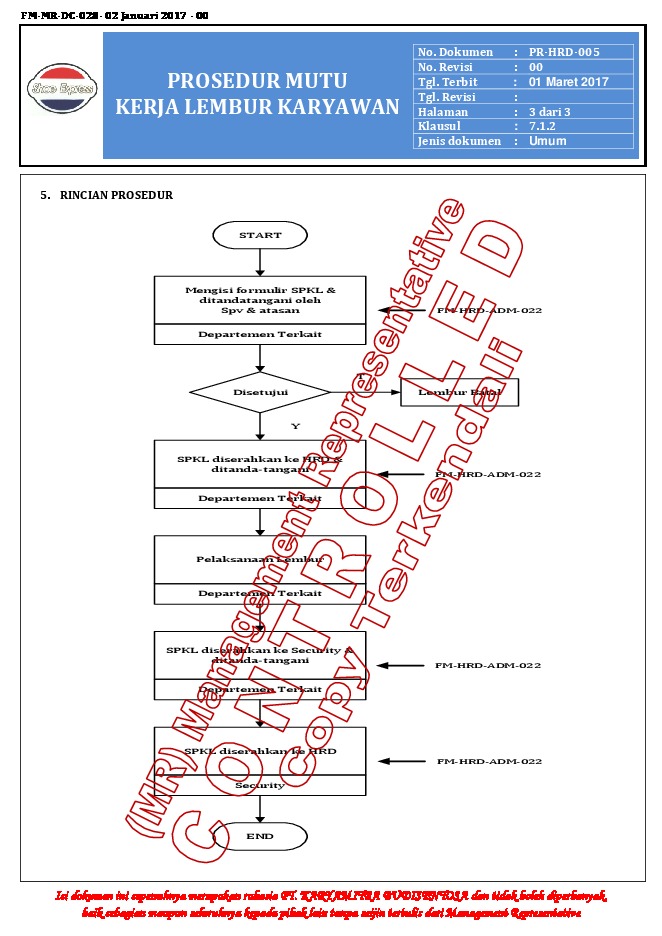 FM-MR-DC-028- 02 Januari 2017 - 00
Shoe Express
PROSEDUR MUTU
KERJA LEMBUR KARYAWAN
No. Dokumen : PR-HRD-005
No. Revisi : 00
Tgl. Terbit : 01 Maret 2017
Tgl. Revisi :
Halaman : 3 dari 3
Klausul : 7.1.2
Jenis dokumen : Umum
5. RINCIAN PROSEDUR
START
Mengisi formulir SPKL &
ditandatangani oleh
Spv & atasan
FM-HRD-ADM-022
Departemen Terkait
Disetujui
T
Lembur Batal
Y
SPKL diserahkan ke HRD &
ditanda-tangani
FM-HRD-ADM-022
Departemen Terkait
Pelaksanaan Lembur
Departemen Terkait
SPKL diserahkan ke Security &
ditanda-tangani
FM-HRD-ADM-022
Departemen Terkait
SPKL diserahkan ke HRD
FM-HRD-ADM-022
Security
END
(MR) Management Representative
CONTROLLED
Copy Terkendali
Isi dokumen ini sepenuhnya merupakan rahasia PT. KARYAMITRA BUDISENTOSA dan tidak boleh diperbanyak,
baik sebagian maupun seluruhnya kepada pihak lain tanpa seijin tertulis dari Management Representative